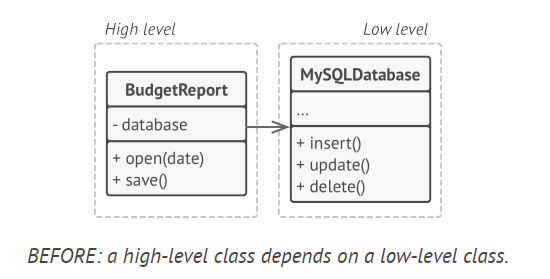 High level
Low level
BudgetReport
- database
+ open(date)
+ save()
MySQLDatabase
...
+ insert()
+ update()
+ delete()
BEFORE: a high-level class depends on a low-level class.